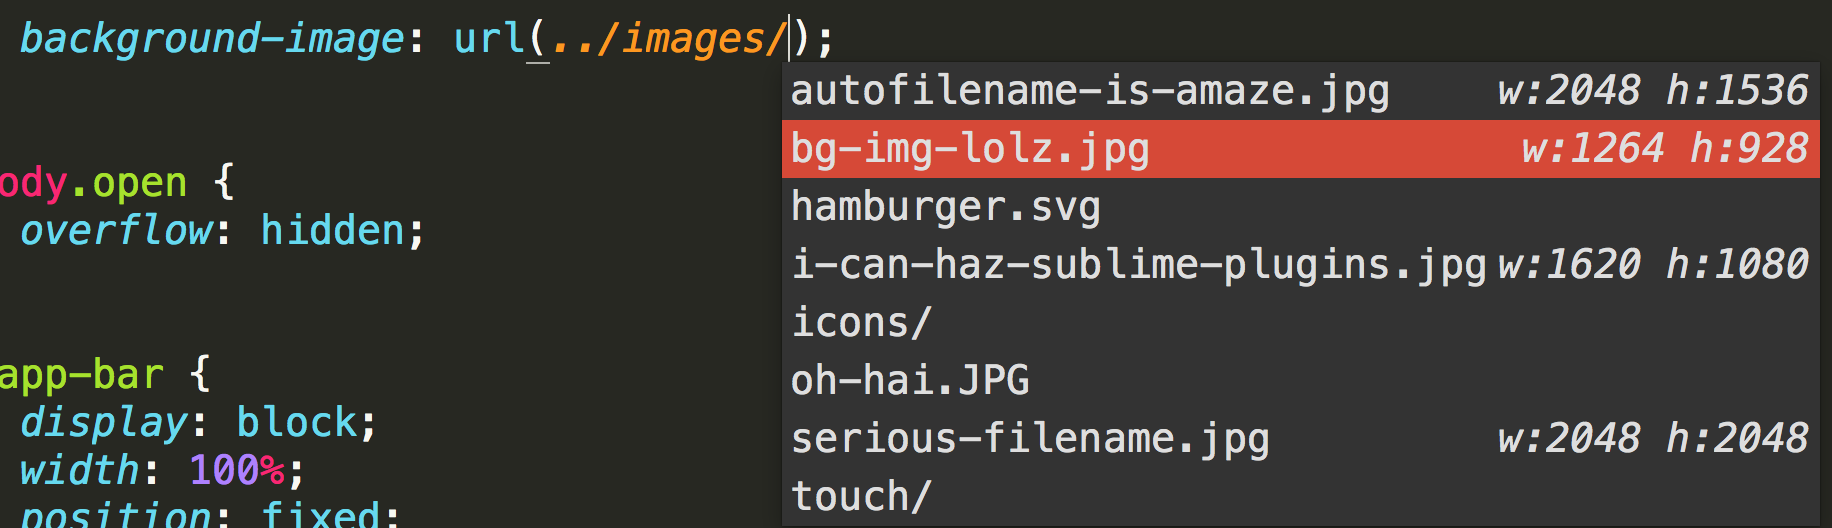 background-image: url(../images/);
autofilename-is-amaze.jpg w:2048 h:1536
bg-img-lolz.jpg w:1264 h:928
ody.open {
hamburger.svg
overflow: hidden;
i-can-haz-sublime-plugins.jpg w:1620 h:1080
icons/
app-bar {
oh-hai.JPG
display: block;
serious-filename.jpg w:2048 h:2048
width: 100%;
touch/
position: fixed;